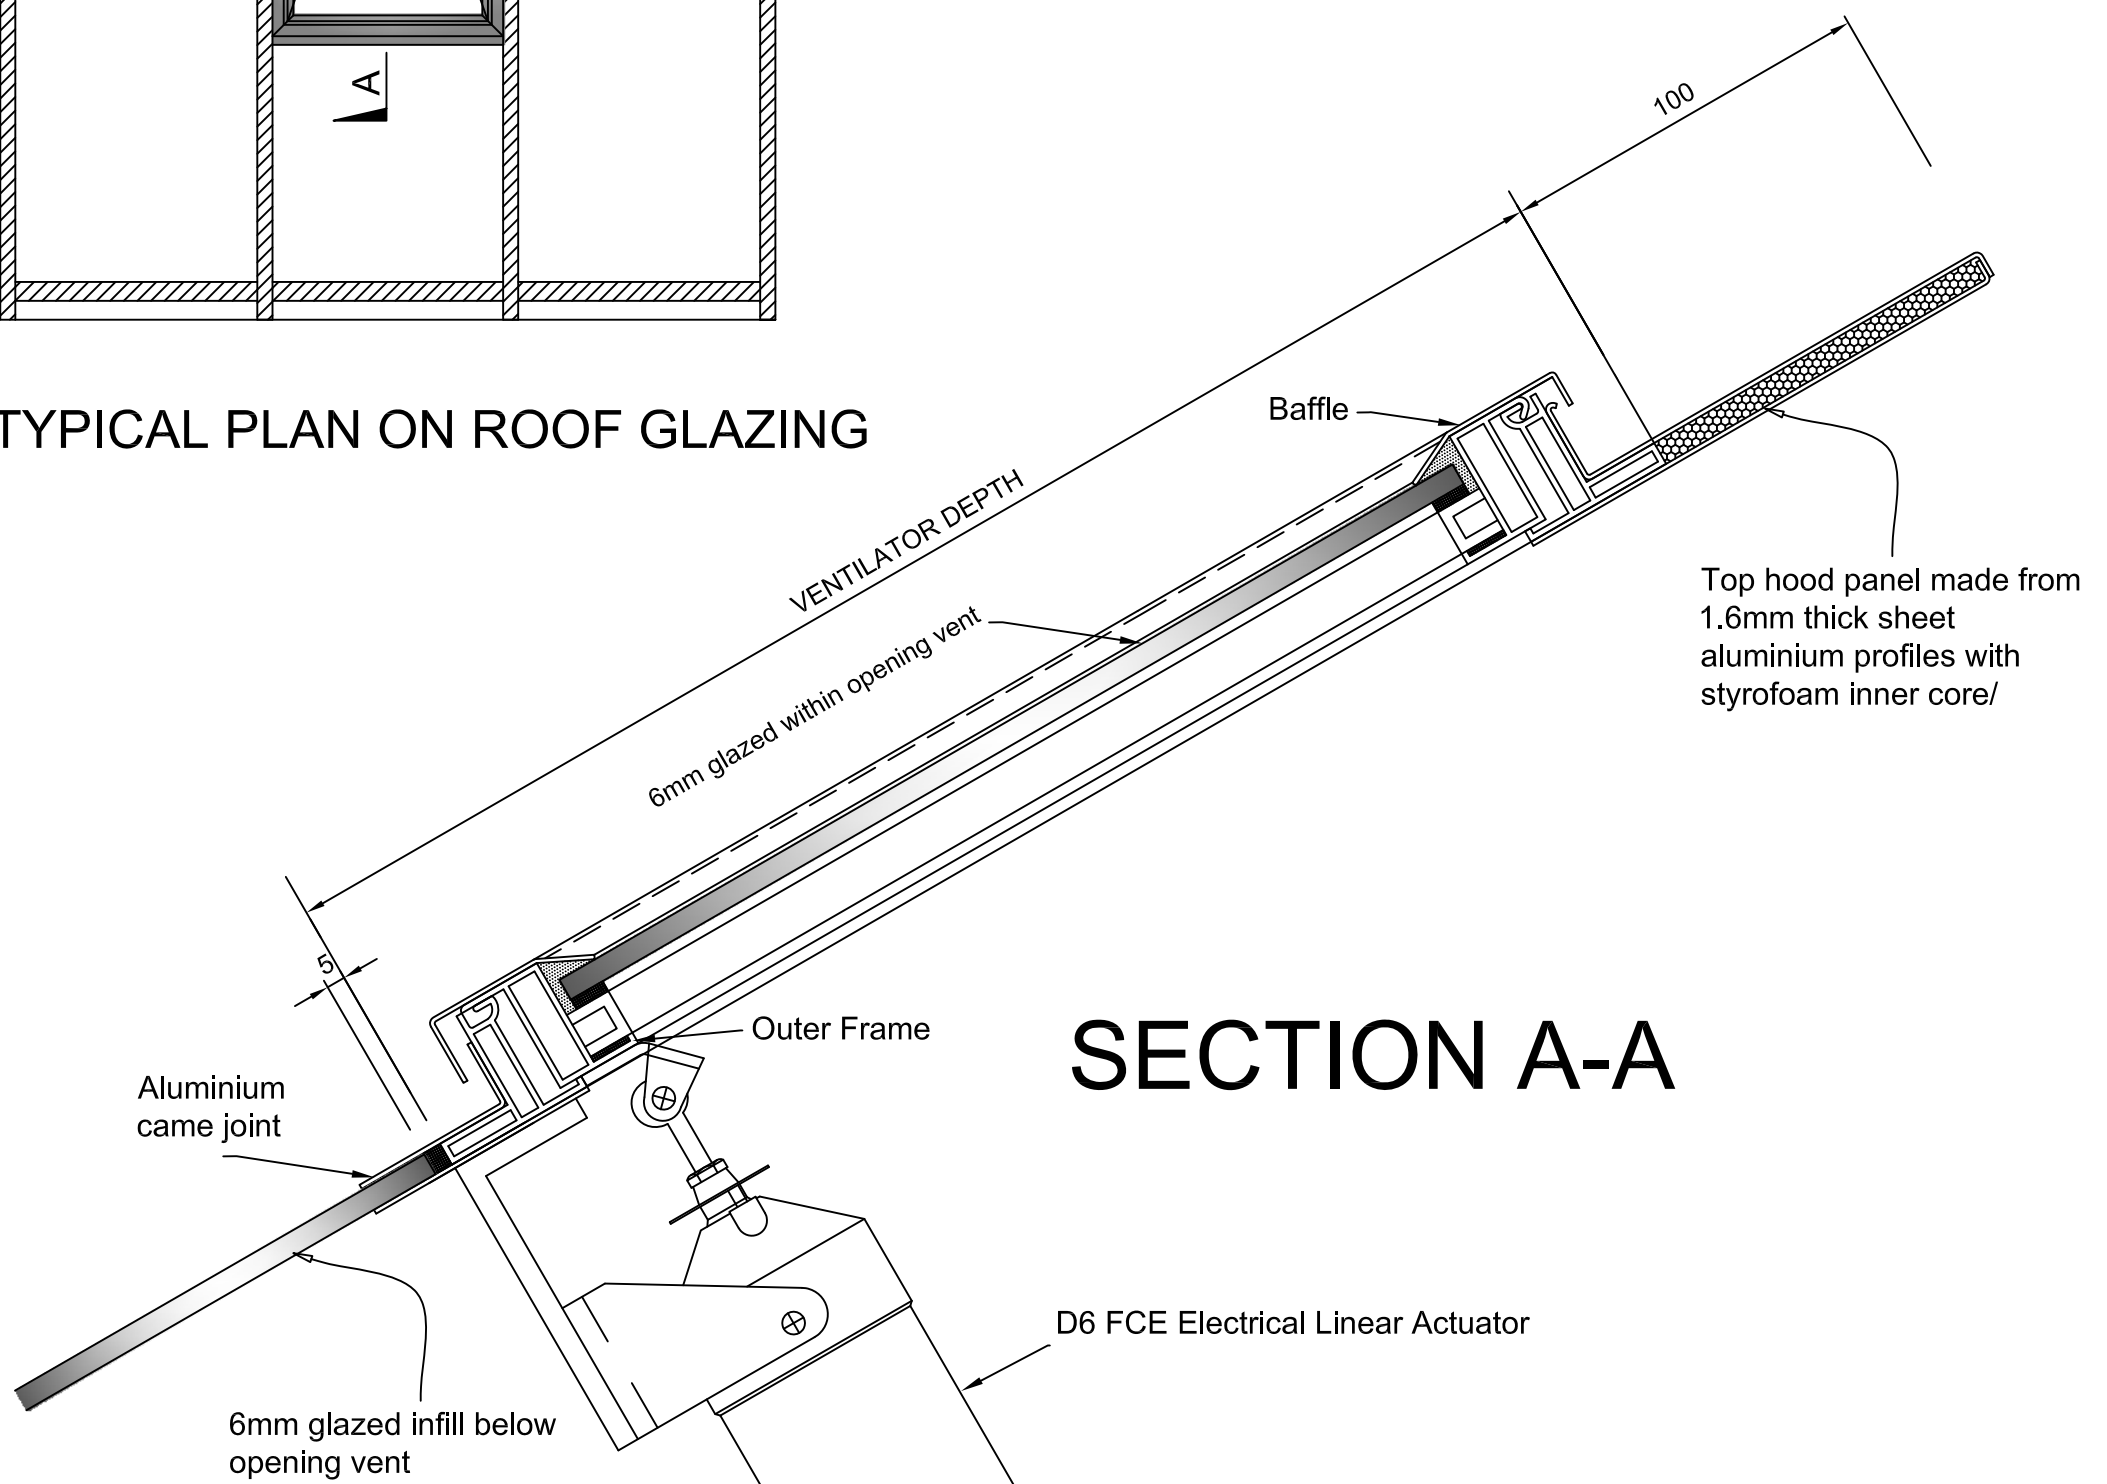 A
100
TYPICAL PLAN ON ROOF GLAZING
Baffle
VENTILATOR DEPTH
6mm glazed within opening vent
Top hood panel made from
1.6mm thick sheet
aluminium profiles with
styrofoam inner core/
5
Outer Frame
SECTION A-A
Aluminium
came joint
D6 FCE Electrical Linear Actuator
6mm glazed infill below
opening vent